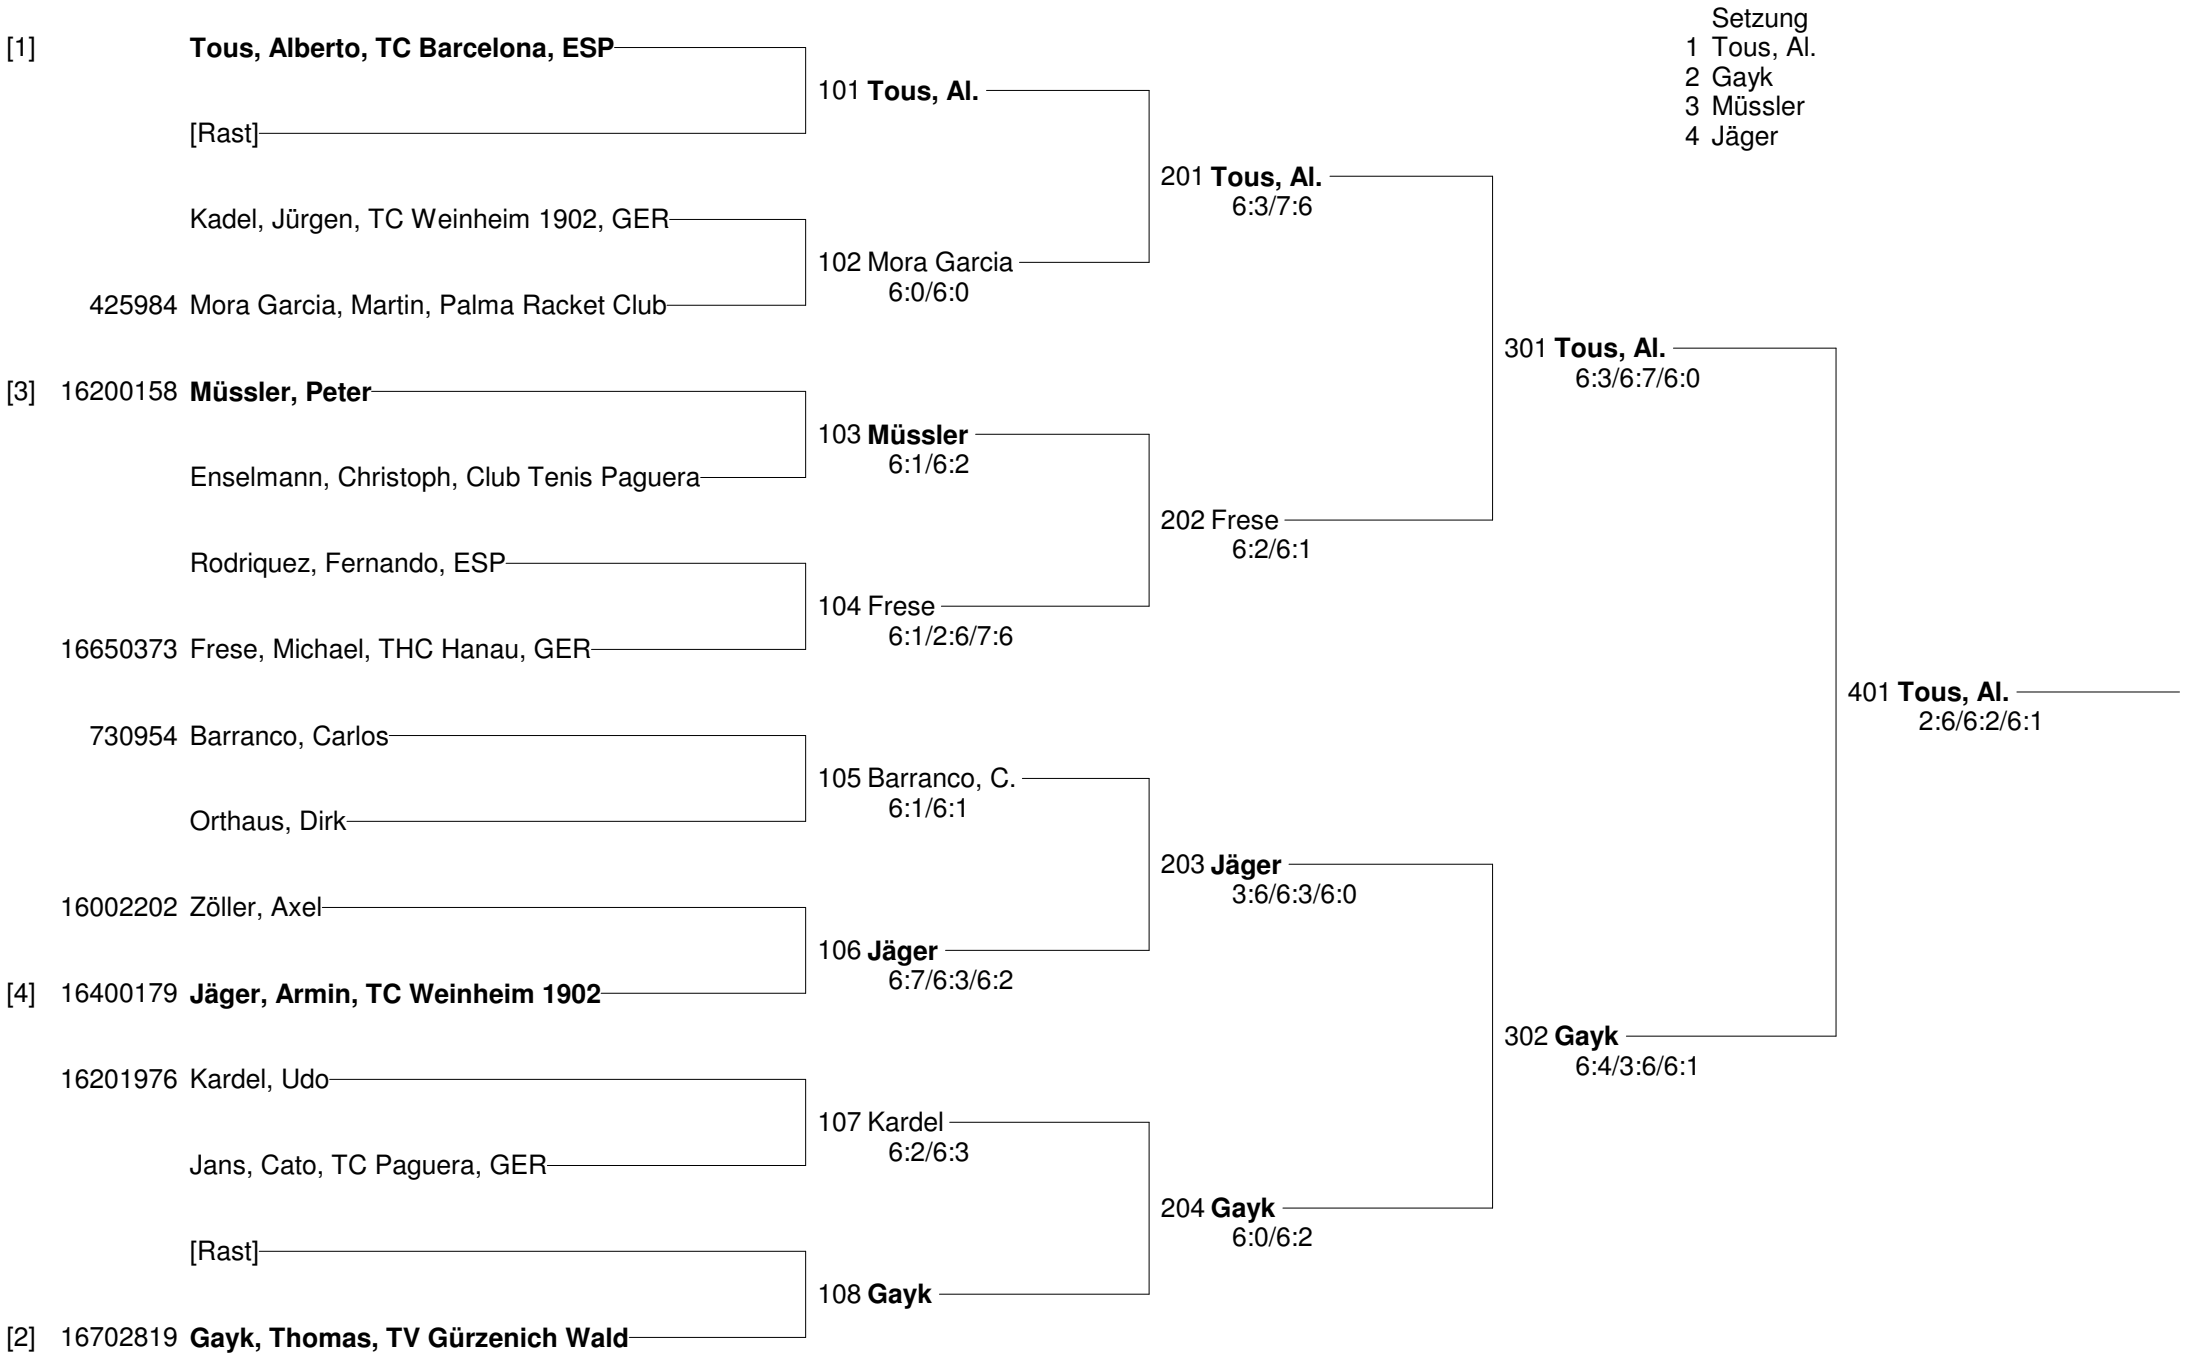 Setzung
1 Tous, Al.
2 Gayk
3 Müssler
4 Jäger
[1] Tous, Alberto, TC Barcelona, ESP
101 Tous, Al.
[Rast]
201 Tous, Al.
6:3/7:6
Kadel, Jürgen, TC Weinheim 1902, GER
102 Mora Garcia
6:0/6:0
425984 Mora Garcia, Martin, Palma Racket Club
301 Tous, Al.
6:3/6:7/6:0
[3] 16200158 Müssler, Peter
103 Müssler
6:1/6:2
Enselmann, Christoph, Club Tenis Paguera
202 Frese
6:2/6:1
Rodriquez, Fernando, ESP
104 Frese
6:1/2:6/7:6
16650373 Frese, Michael, THC Hanau, GER
401 Tous, Al.
2:6/6:2/6:1
730954 Barranco, Carlos
105 Barranco, C.
6:1/6:1
Orthaus, Dirk
203 Jäger
3:6/6:3/6:0
16002202 Zöller, Axel
106 Jäger
6:7/6:3/6:2
[4] 16400179 Jäger, Armin, TC Weinheim 1902
302 Gayk
6:4/3:6/6:1
16201976 Kardel, Udo
107 Kardel
6:2/6:3
Jans, Cato, TC Paguera, GER
204 Gayk
6:0/6:2
[Rast]
108 Gayk
[2] 16702819 Gayk, Thomas, TV Gürzenich Wald